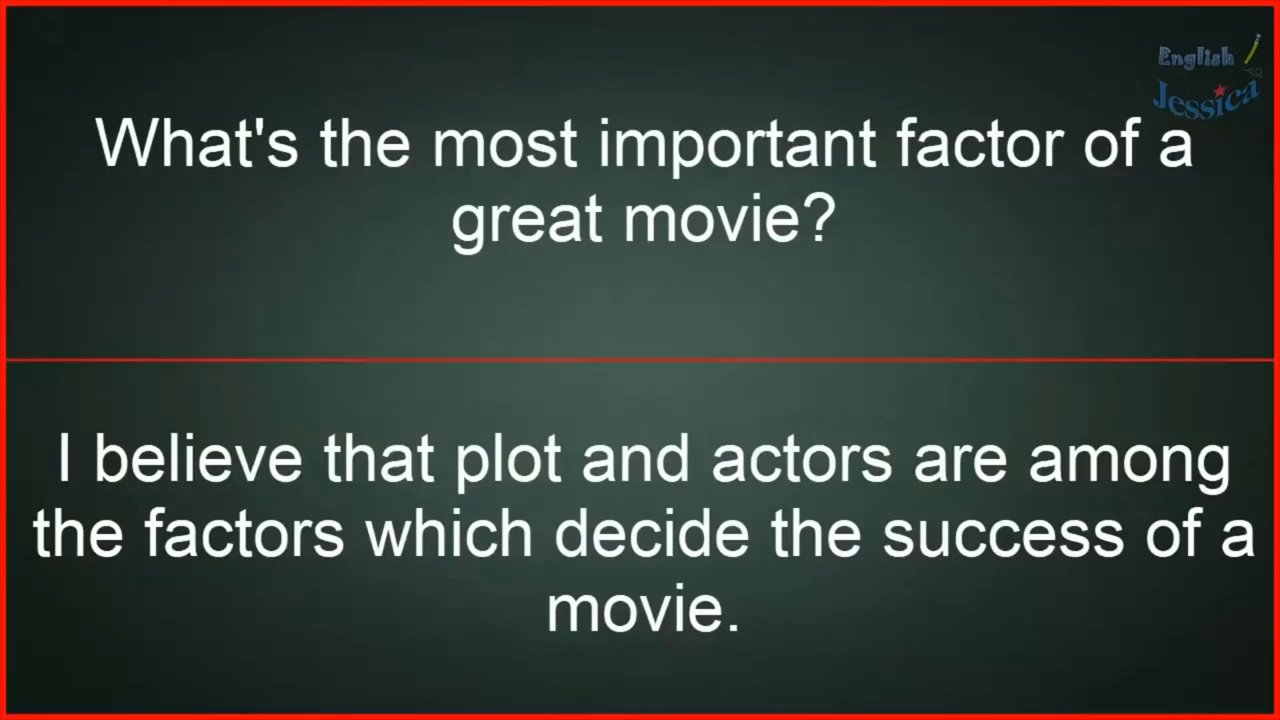 English
Jessica
What's the most important factor of a
great movie?
I believe that plot and actors are among
the factors which decide the success of a
movie.